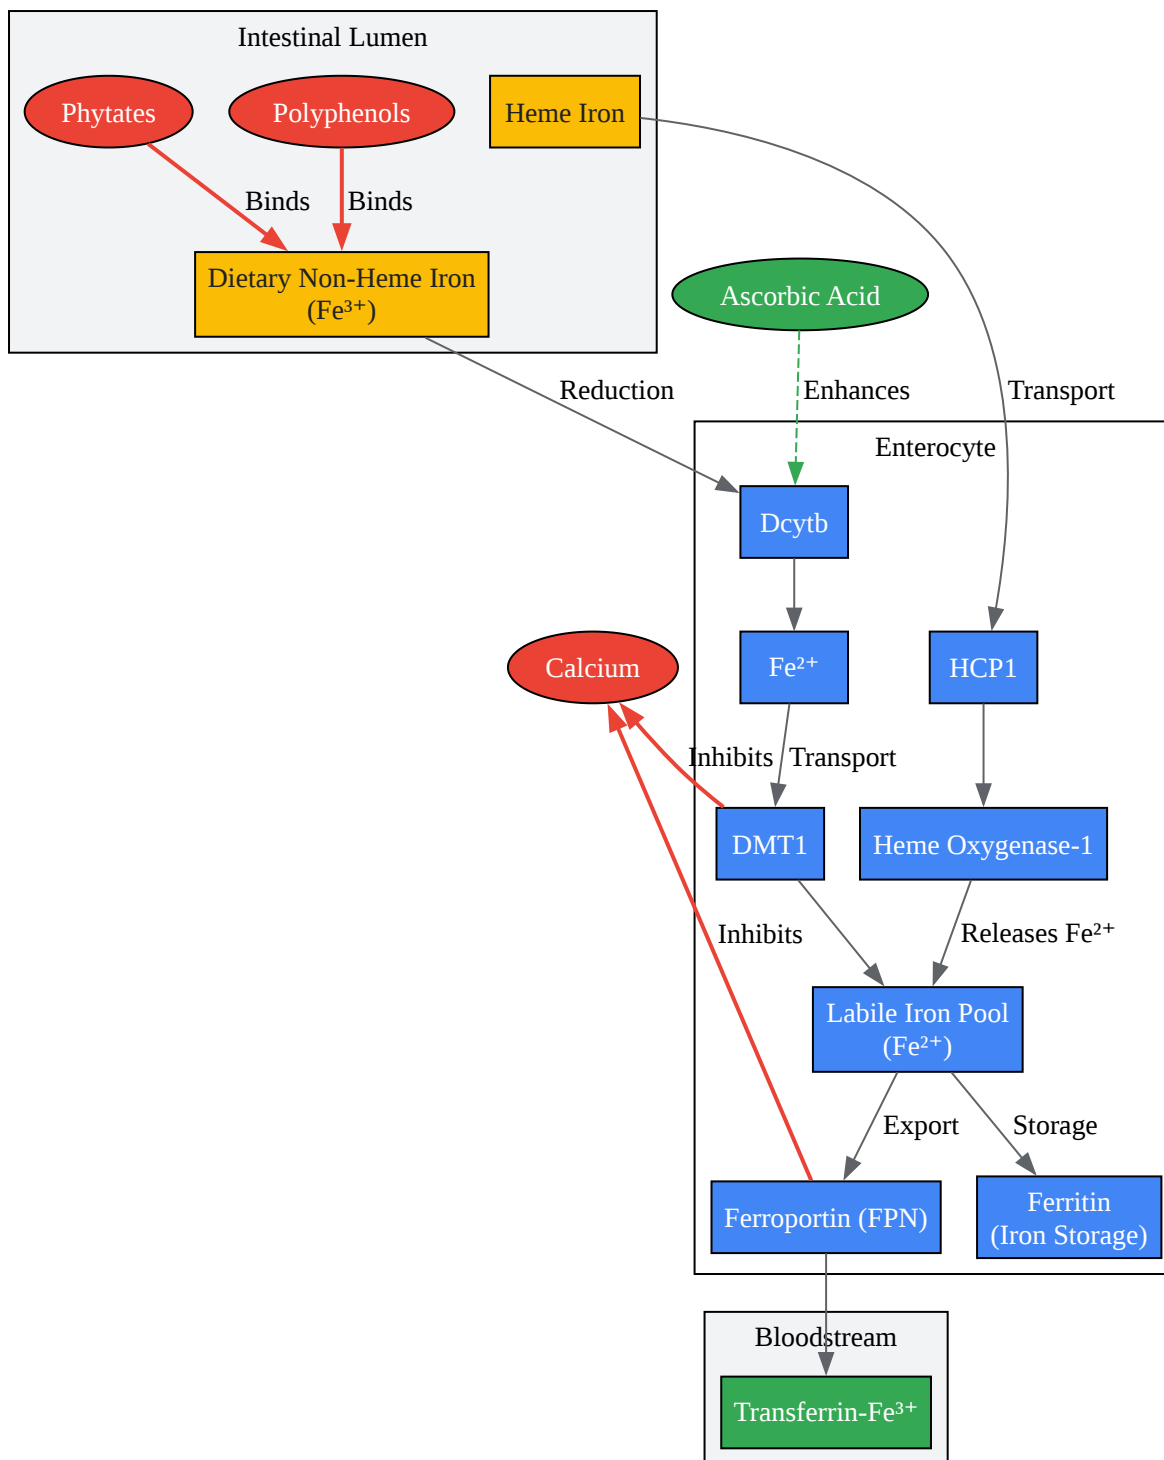 Intestinal Lumen
Phytates
Polyphenols
Heme Iron
Binds
Binds
Dietary Non-Heme Iron
(Fe³⁺)
Ascorbic Acid
Reduction
Enhances
Transport
Enterocyte
Dcytb
Calcium
Fe²⁺
HCP1
Inhibits
Transport
DMT1
Heme Oxygenase-1
Inhibits
Releases Fe²⁺
Labile Iron Pool
(Fe²⁺)
Export
Storage
Ferroportin (FPN)
Ferritin
(Iron Storage)
Bloodstream
Transferrin-Fe³⁺